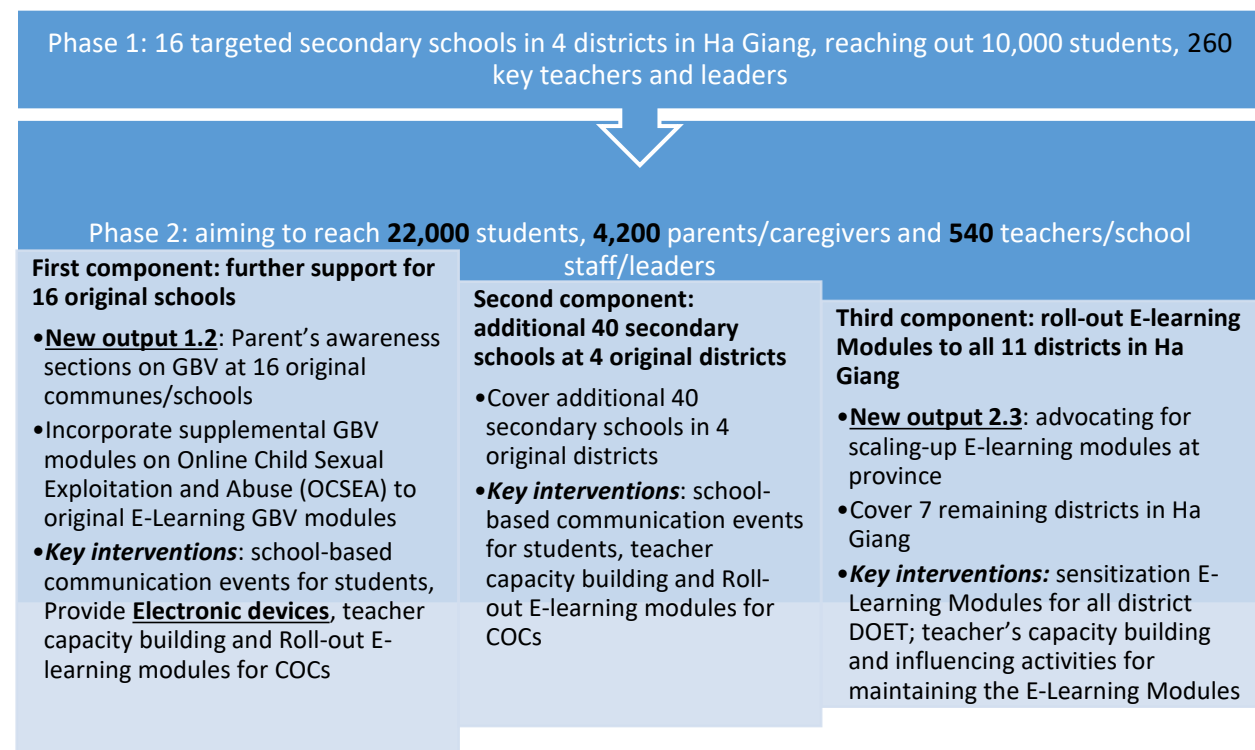 Phase 1: 16 targeted secondary schools in 4 districts in Ha Giang, reaching out 10,000 students, 260
key teachers and leaders
Phase 2: aiming to reach 22,000 students, 4,200 parents/caregivers and 540 teachers/school
staff/leaders
First component: further support for
16 original schools
•New output 1.2: Parent’s awareness
sections on GBV at 16 original
communes/schools
•Incorporate supplemental GBV
modules on Online Child Sexual
Exploitation and Abuse (OCSEA) to
original E-Learning GBV modules
•Key interventions: school-based
communication events for students,
Provide Electronic devices, teacher
capacity building and Roll-out E-
learning modules for COCs
Second component:
additional 40 secondary
schools at 4 original districts
•Cover additional 40
secondary schools in 4
original districts
•Key interventions: school-
based communication events
for students, teacher
capacity building and Roll-
out E-learning modules for
COCs
Third component: roll-out E-learning
Modules to all 11 districts in Ha
Giang
•New output 2.3: advocating for
scaling-up E-learning modules at
province
•Cover 7 remaining districts in Ha
Giang
•Key interventions: sensitization E-
Learning Modules for all district
DOET; teacher’s capacity building
and influencing activities for
maintaining the E-Learning Modules